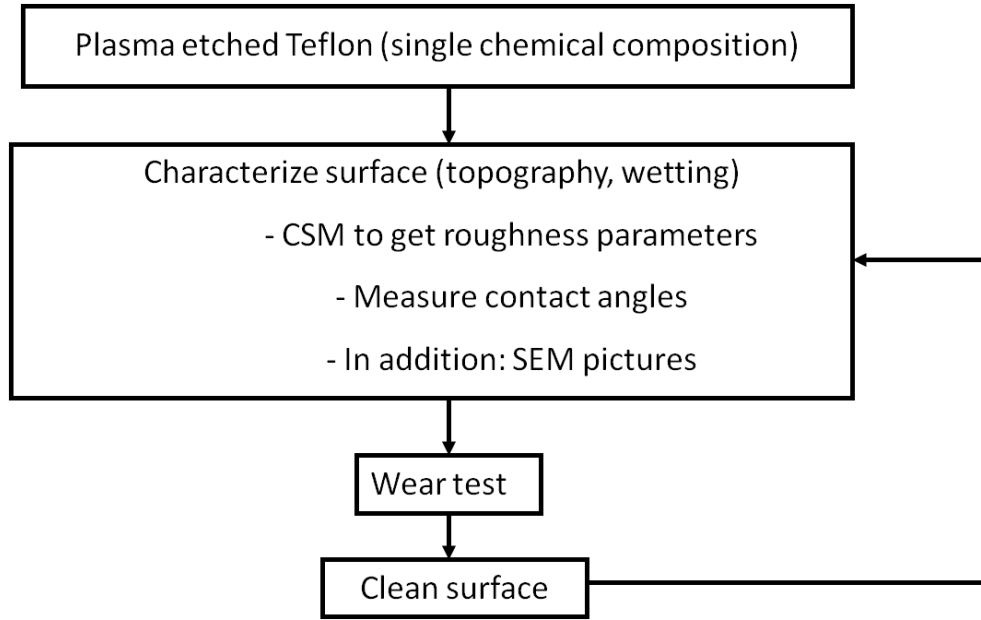 Plasma etched Teflon (single chemical composition)
Characterize surface (topography, wetting)
- CSM to get roughness parameters
- Measure contact angles
- In addition: SEM pictures
Wear test
Clean surface